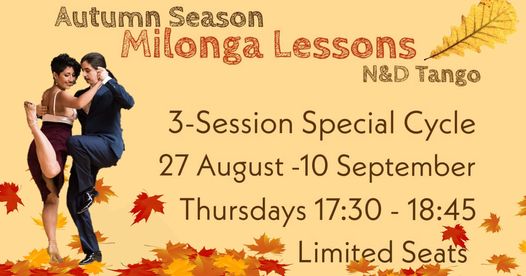 Autumn Season
Milonga Lessons
N&D Tango
3-Session Special Cycle
27 August -10 September
Thursdays 17:30 - 18:45
Limited Seats